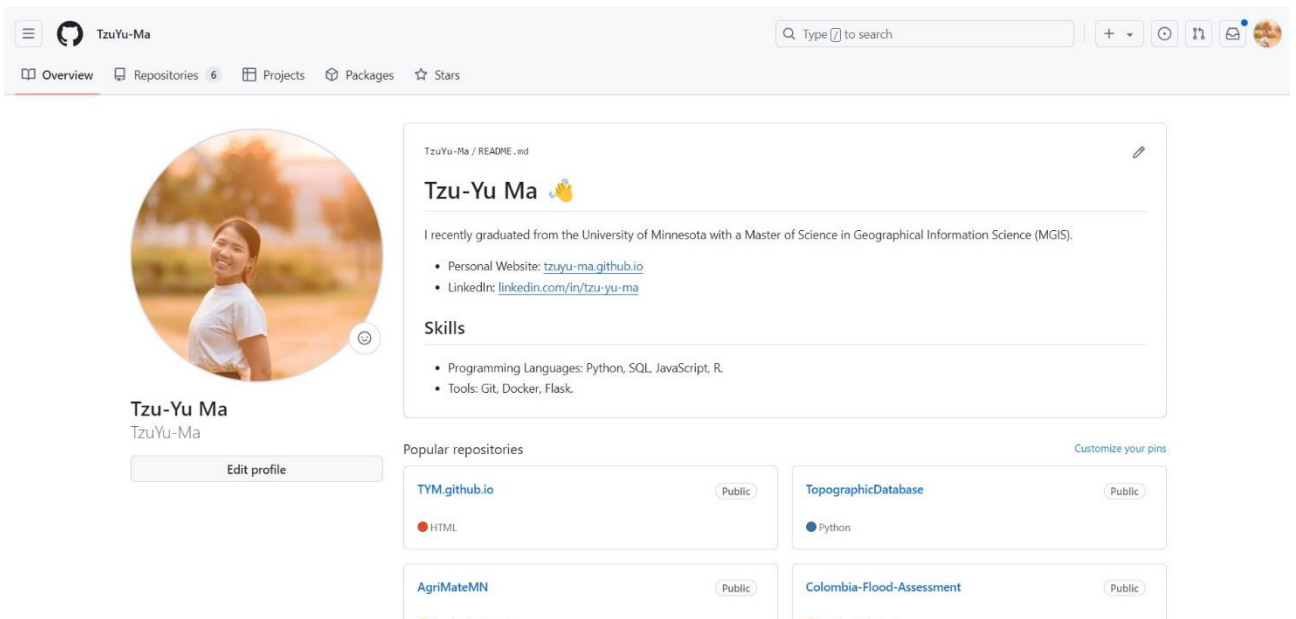 TzuYu-Ma
Type / to search
Overview
Repositories 6
Projects
Packages
Stars
TzuYu-Ma / README.md
Tzu-Yu Ma 👋
I recently graduated from the University of Minnesota with a Master of Science in Geographical Information Science (MGIS).
• Personal Website: tzuyu-ma.github.io
• LinkedIn: linkedin.com/in/tzu-yu-ma
Skills
• Programming Languages: Python, SQL, JavaScript, R.
• Tools: Git, Docker, Flask.
Tzu-Yu Ma
TzuYu-Ma
Edit profile
Popular repositories
Customize your pins
TYM.github.io
Public
HTML
TopographicDatabase
Public
Python
AgriMateMN
Public
Colombia-Flood-Assessment
Public